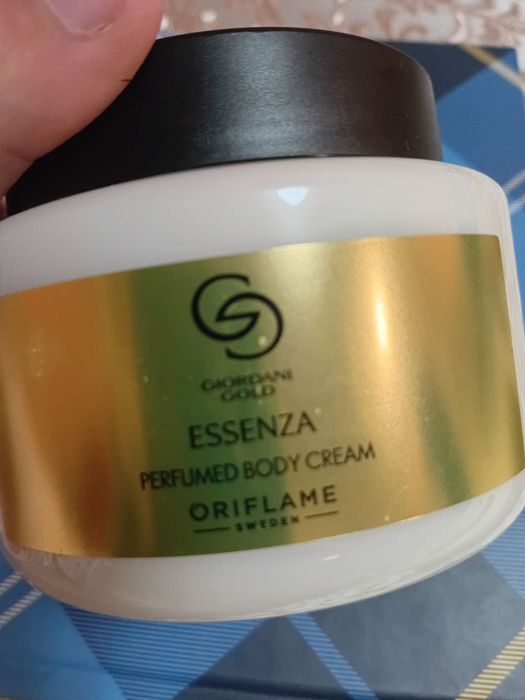 GIORDANI
GOLD
ESSENZA
PERFUMED BODY CREAM
ORIFLAME
SWEDEN